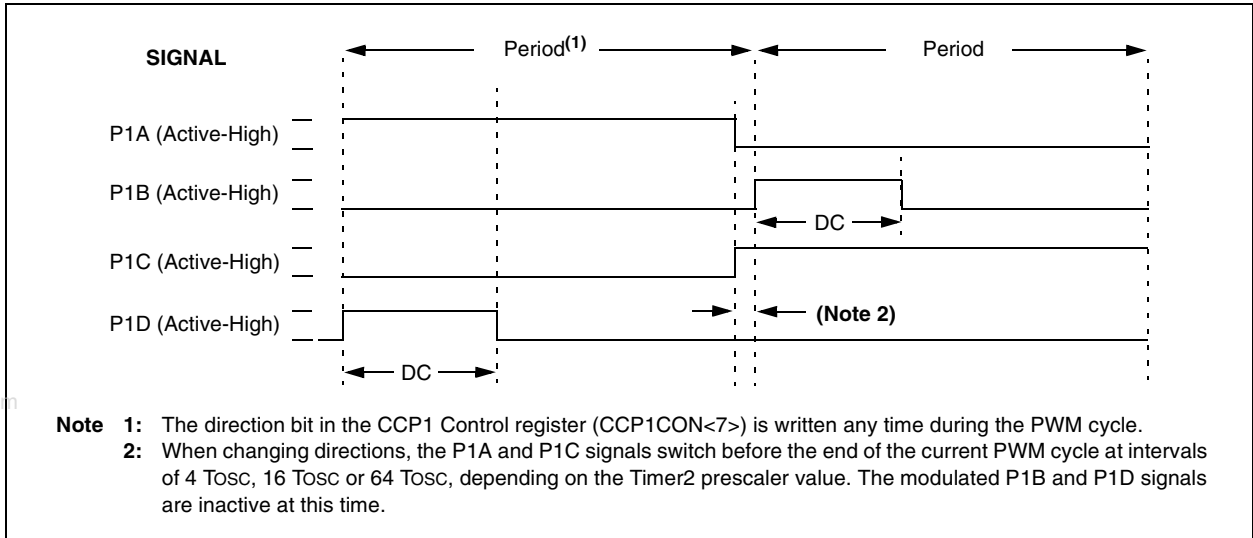 SIGNAL
Period(1)
Period
P1A (Active-High)
P1B (Active-High)
DC
P1C (Active-High)
P1D (Active-High)
(Note 2)
DC
m
Note 1: The direction bit in the CCP1 Control register (CCP1CON<7>) is written any time during the PWM cycle.
2: When changing directions, the P1A and P1C signals switch before the end of the current PWM cycle at intervals
of 4 TOSC, 16 TOSC or 64 TOSC, depending on the Timer2 prescaler value. The modulated P1B and P1D signals
are inactive at this time.